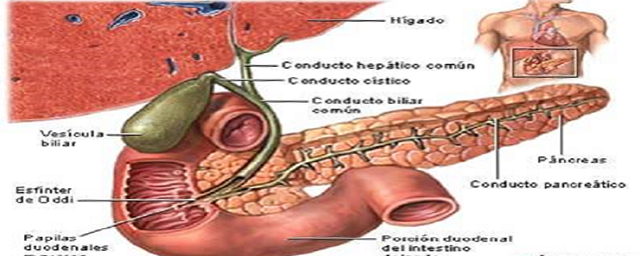 Hígado
Conducto hepático común
Conducto cístico
Conducto biliar
común
Vesícula
biliar
Páncreas
Conducto pancreático
Esfinter
de Oddi
Papilas
duodenales
Porción duodenal
del intestino